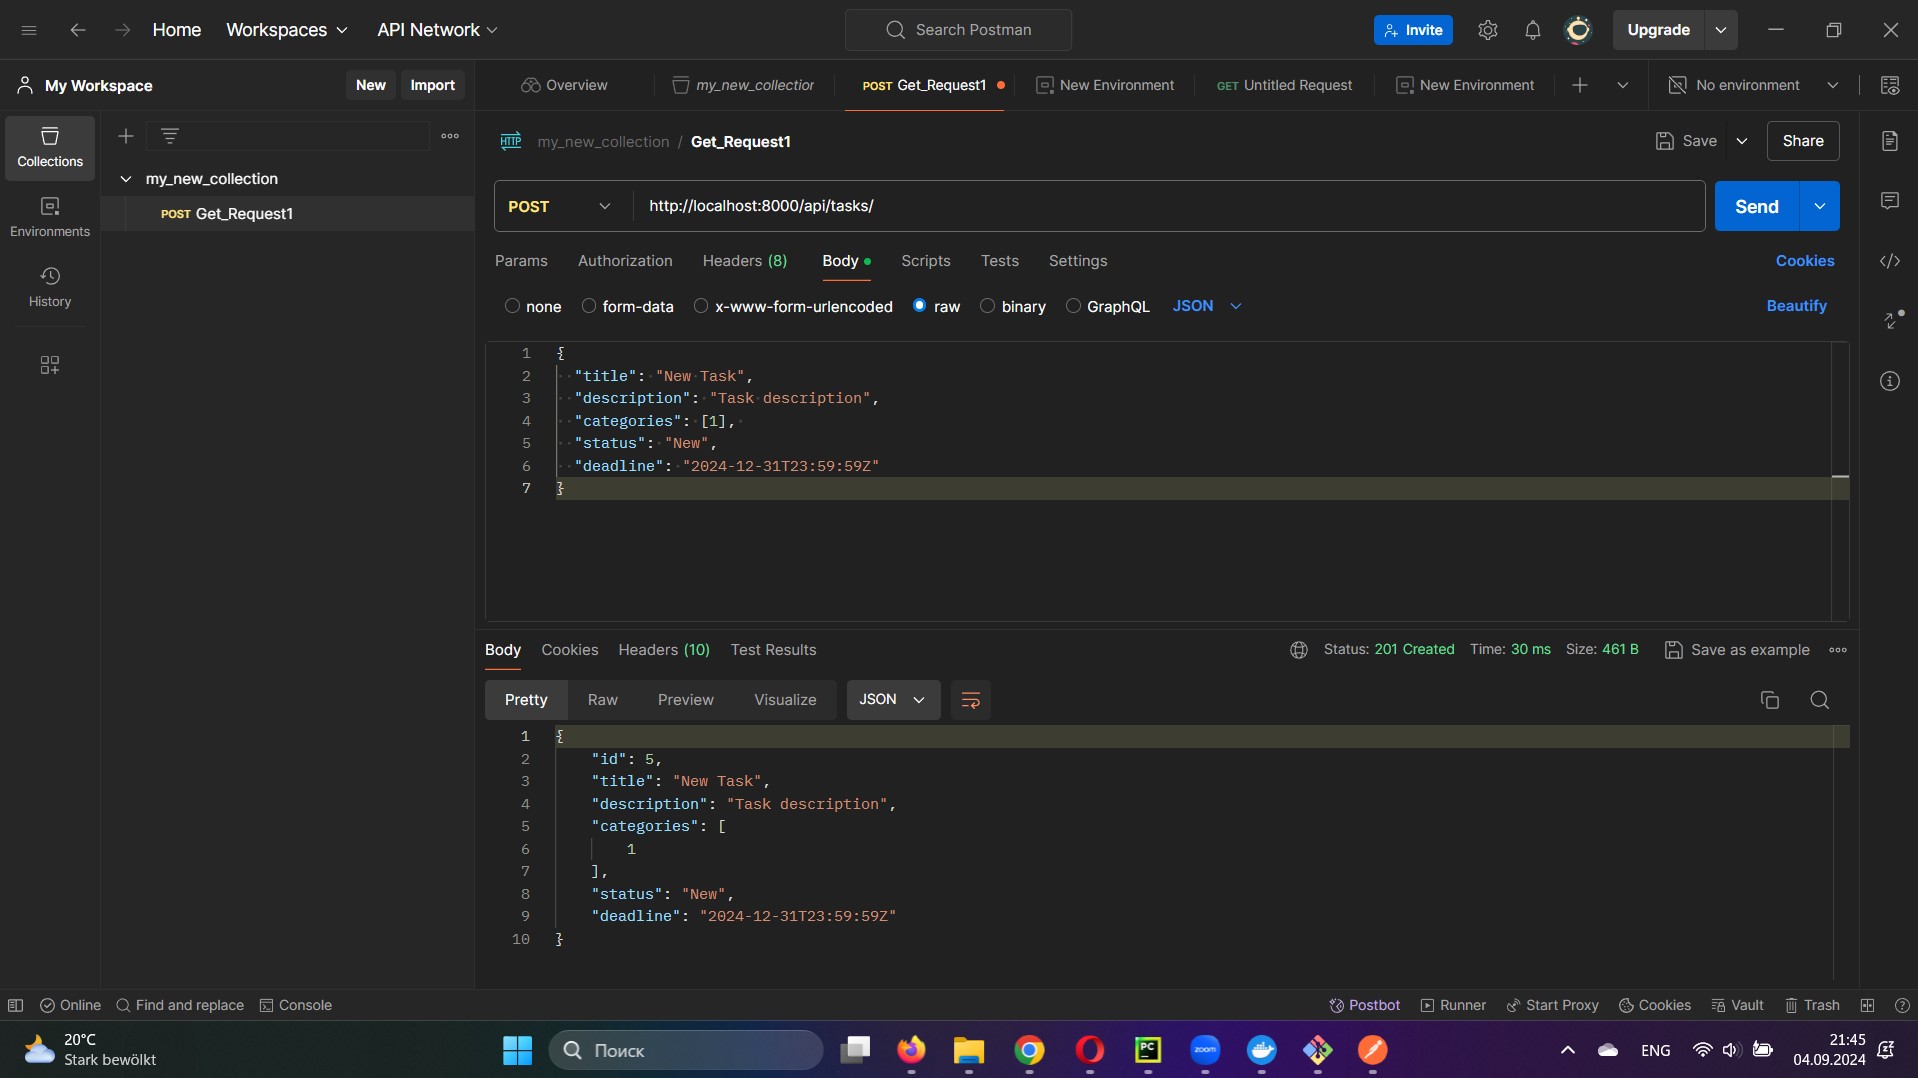 Home Workspaces API Network Search Postman Invite Upgrade
My Workspace New Import Overview my_new_collection POST Get_Request1 New Environment GET Untitled Request New Environment No environment
Collections
Environments
History
my_new_collection
POST Get_Request1
HTTP my_new_collection / Get_Request1 Save Share
POST http://localhost:8000/api/tasks/ Send
Params Authorization Headers (8) Body Scripts Tests Settings Cookies
none form-data x-www-form-urlencoded raw binary GraphQL JSON Beautify
1 {
2 "title": "New Task",
3 "description": "Task description",
4 "categories": [1],
5 "status": "New",
6 "deadline": "2024-12-31T23:59:59Z"
7 }
Body Cookies Headers (10) Test Results Status: 201 Created Time: 30 ms Size: 461 B Save as example
Pretty Raw Preview Visualize JSON
1 {
2 "id": 5,
3 "title": "New Task",
4 "description": "Task description",
5 "categories": [
6 1
7 ],
8 "status": "New",
9 "deadline": "2024-12-31T23:59:59Z"
10 }
Online Find and replace Console Postbot Runner Start Proxy Cookies Vault Trash
20°C
Stark bewölkt
Поиск
PC
zoom
ENG
21:45
04.09.2024